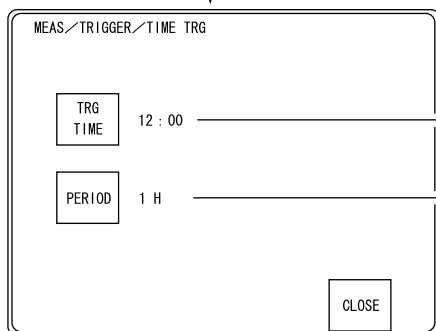 MEAS／TRIGGER／TIME TRG
TRG
TIME
12 : 00
PERIOD
1 H
CLOSE